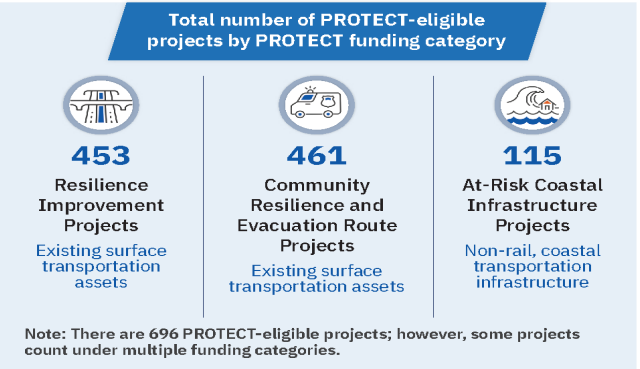 Total number of PROTECT-eligible
projects by PROTECT funding category
453
Resilience
Improvement
Projects
Existing surface
transportation
assets
461
Community
Resilience and
Evacuation Route
Projects
Existing surface
transportation assets
115
At-Risk Coastal
Infrastructure
Projects
Non-rail, coastal
transportation
infrastructure
Note: There are 696 PROTECT-eligible projects; however, some projects
count under multiple funding categories.